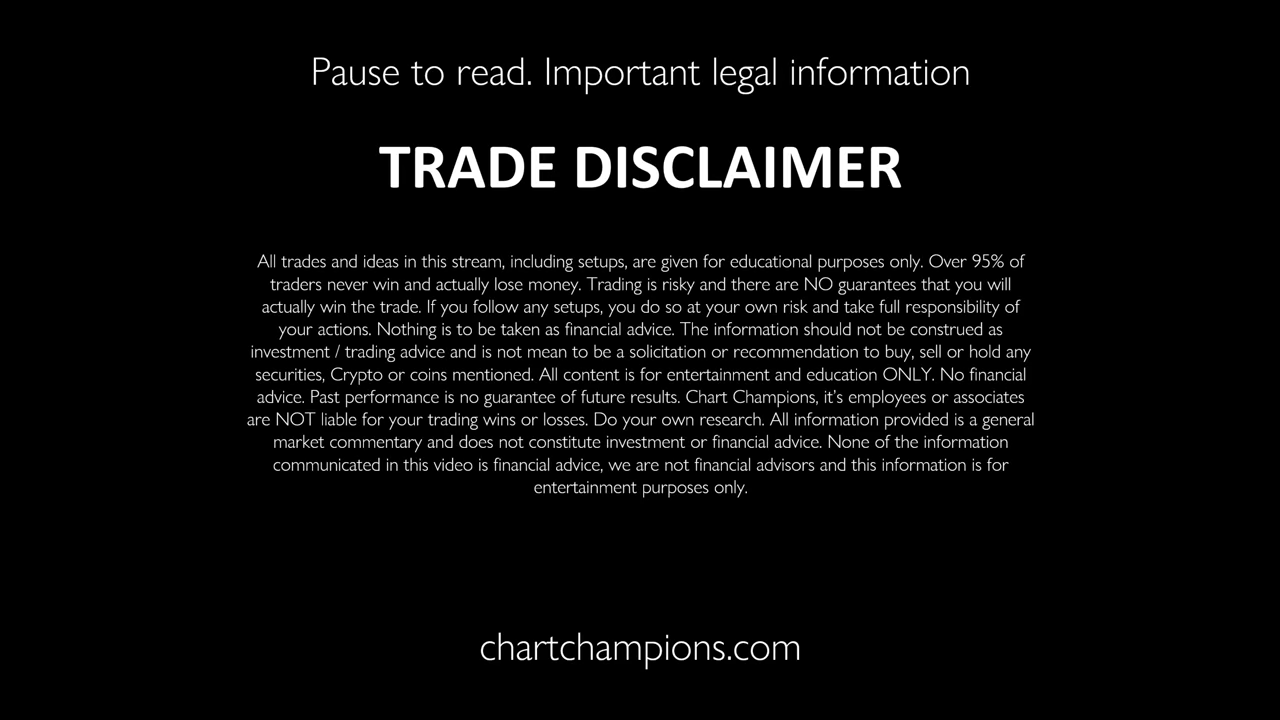 Pause to read. Important legal information
TRADE DISCLAIMER
All trades and ideas in this stream, including setups, are given for educational purposes only. Over 95% of
traders never win and actually lose money. Trading is risky and there are NO guarantees that you will
actually win the trade. If you follow any setups, you do so at your own risk and take full responsibility of
your actions. Nothing is to be taken as financial advice. The information should not be construed as
investment / trading advice and is not mean to be a solicitation or recommendation to buy, sell or hold any
securities, Crypto or coins mentioned. All content is for entertainment and education ONLY. No financial
advice. Past performance is no guarantee of future results. Chart Champions, it's employees or associates
are NOT liable for your trading wins or losses. Do your own research. All information provided is a general
market commentary and does not constitute investment or financial advice. None of the information
communicated in this video is financial advice, we are not financial advisors and this information is for
entertainment purposes only.
chartchampions.com